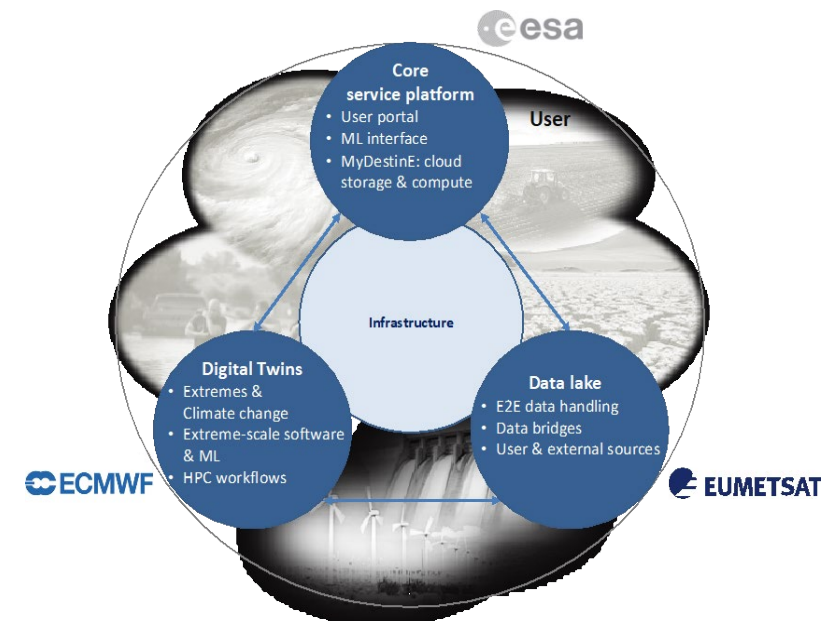 esa
Core
service platform
• User portal
• ML interface
• MyDestinE: cloud
storage & compute
User
Infrastructure
Digital Twins
• Extremes &
Climate change
• Extreme-scale software
& ML
• HPC workflows
Data lake
• E2E data handling
• Data bridges
• User & external sources
ECMWF
EUMETSAT